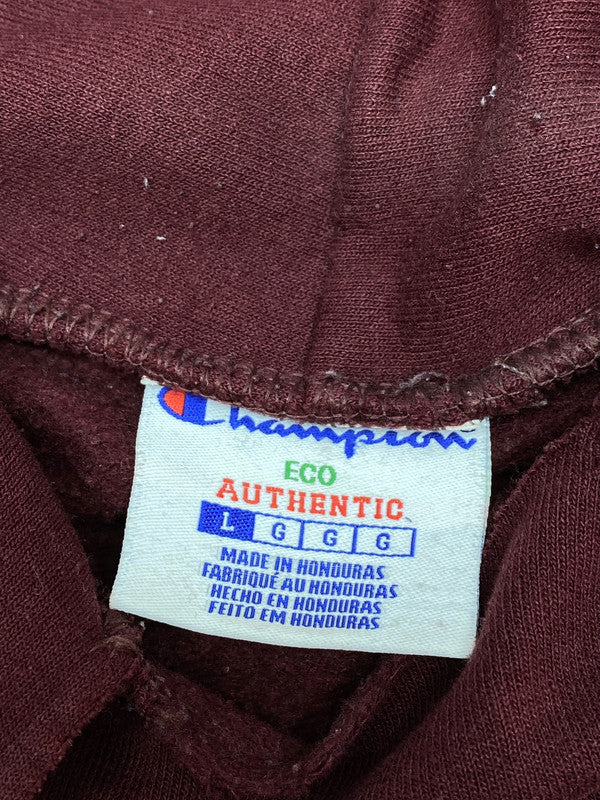 Champion
ECO
AUTHENTIC
L G G G
MADE IN HONDURAS
FABRIQUÉ AU HONDURAS
HECHO EN HONDURAS
FEITO EM HONDURAS